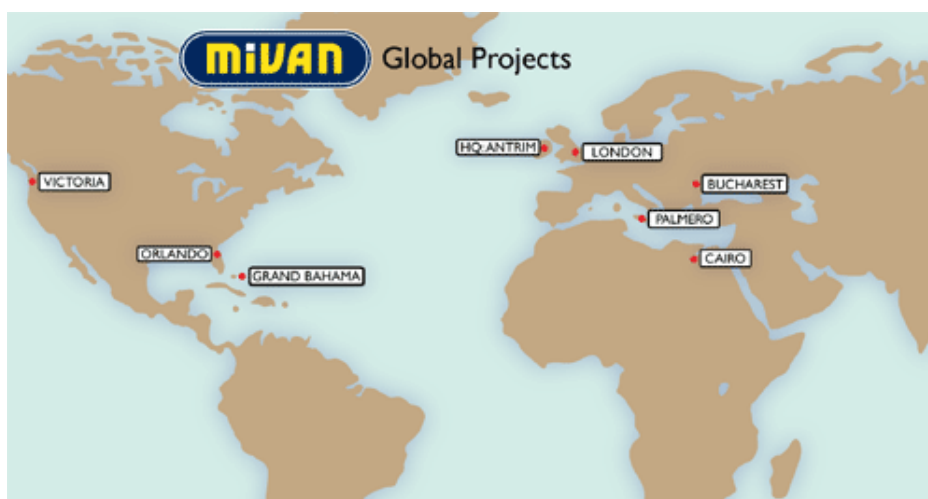 MiVAN Global Projects
HQ:ANTRIM
LONDON
VICTORIA
BUCHAREST
PALMERO
ORLANDO
CAIRO
GRAND BAHAMA